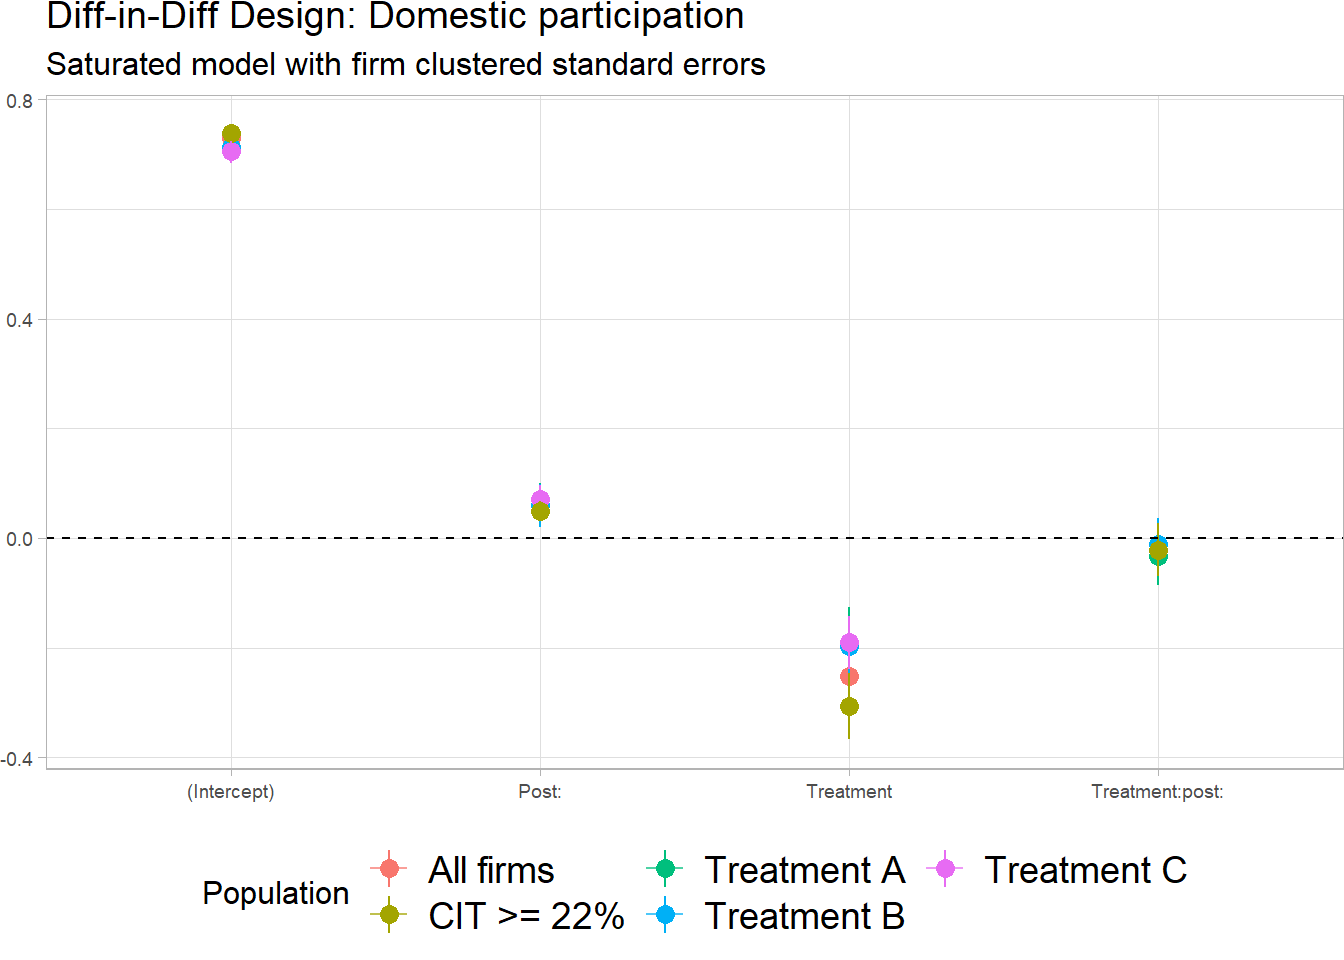 Diff-in-Diff Design: Domestic participation
Saturated model with firm clustered standard errors
0.8
0.4
0.0
-0.4
(Intercept) Post: Treatment Treatment:post:
Population
All firms Treatment A Treatment C
CIT >= 22% Treatment B